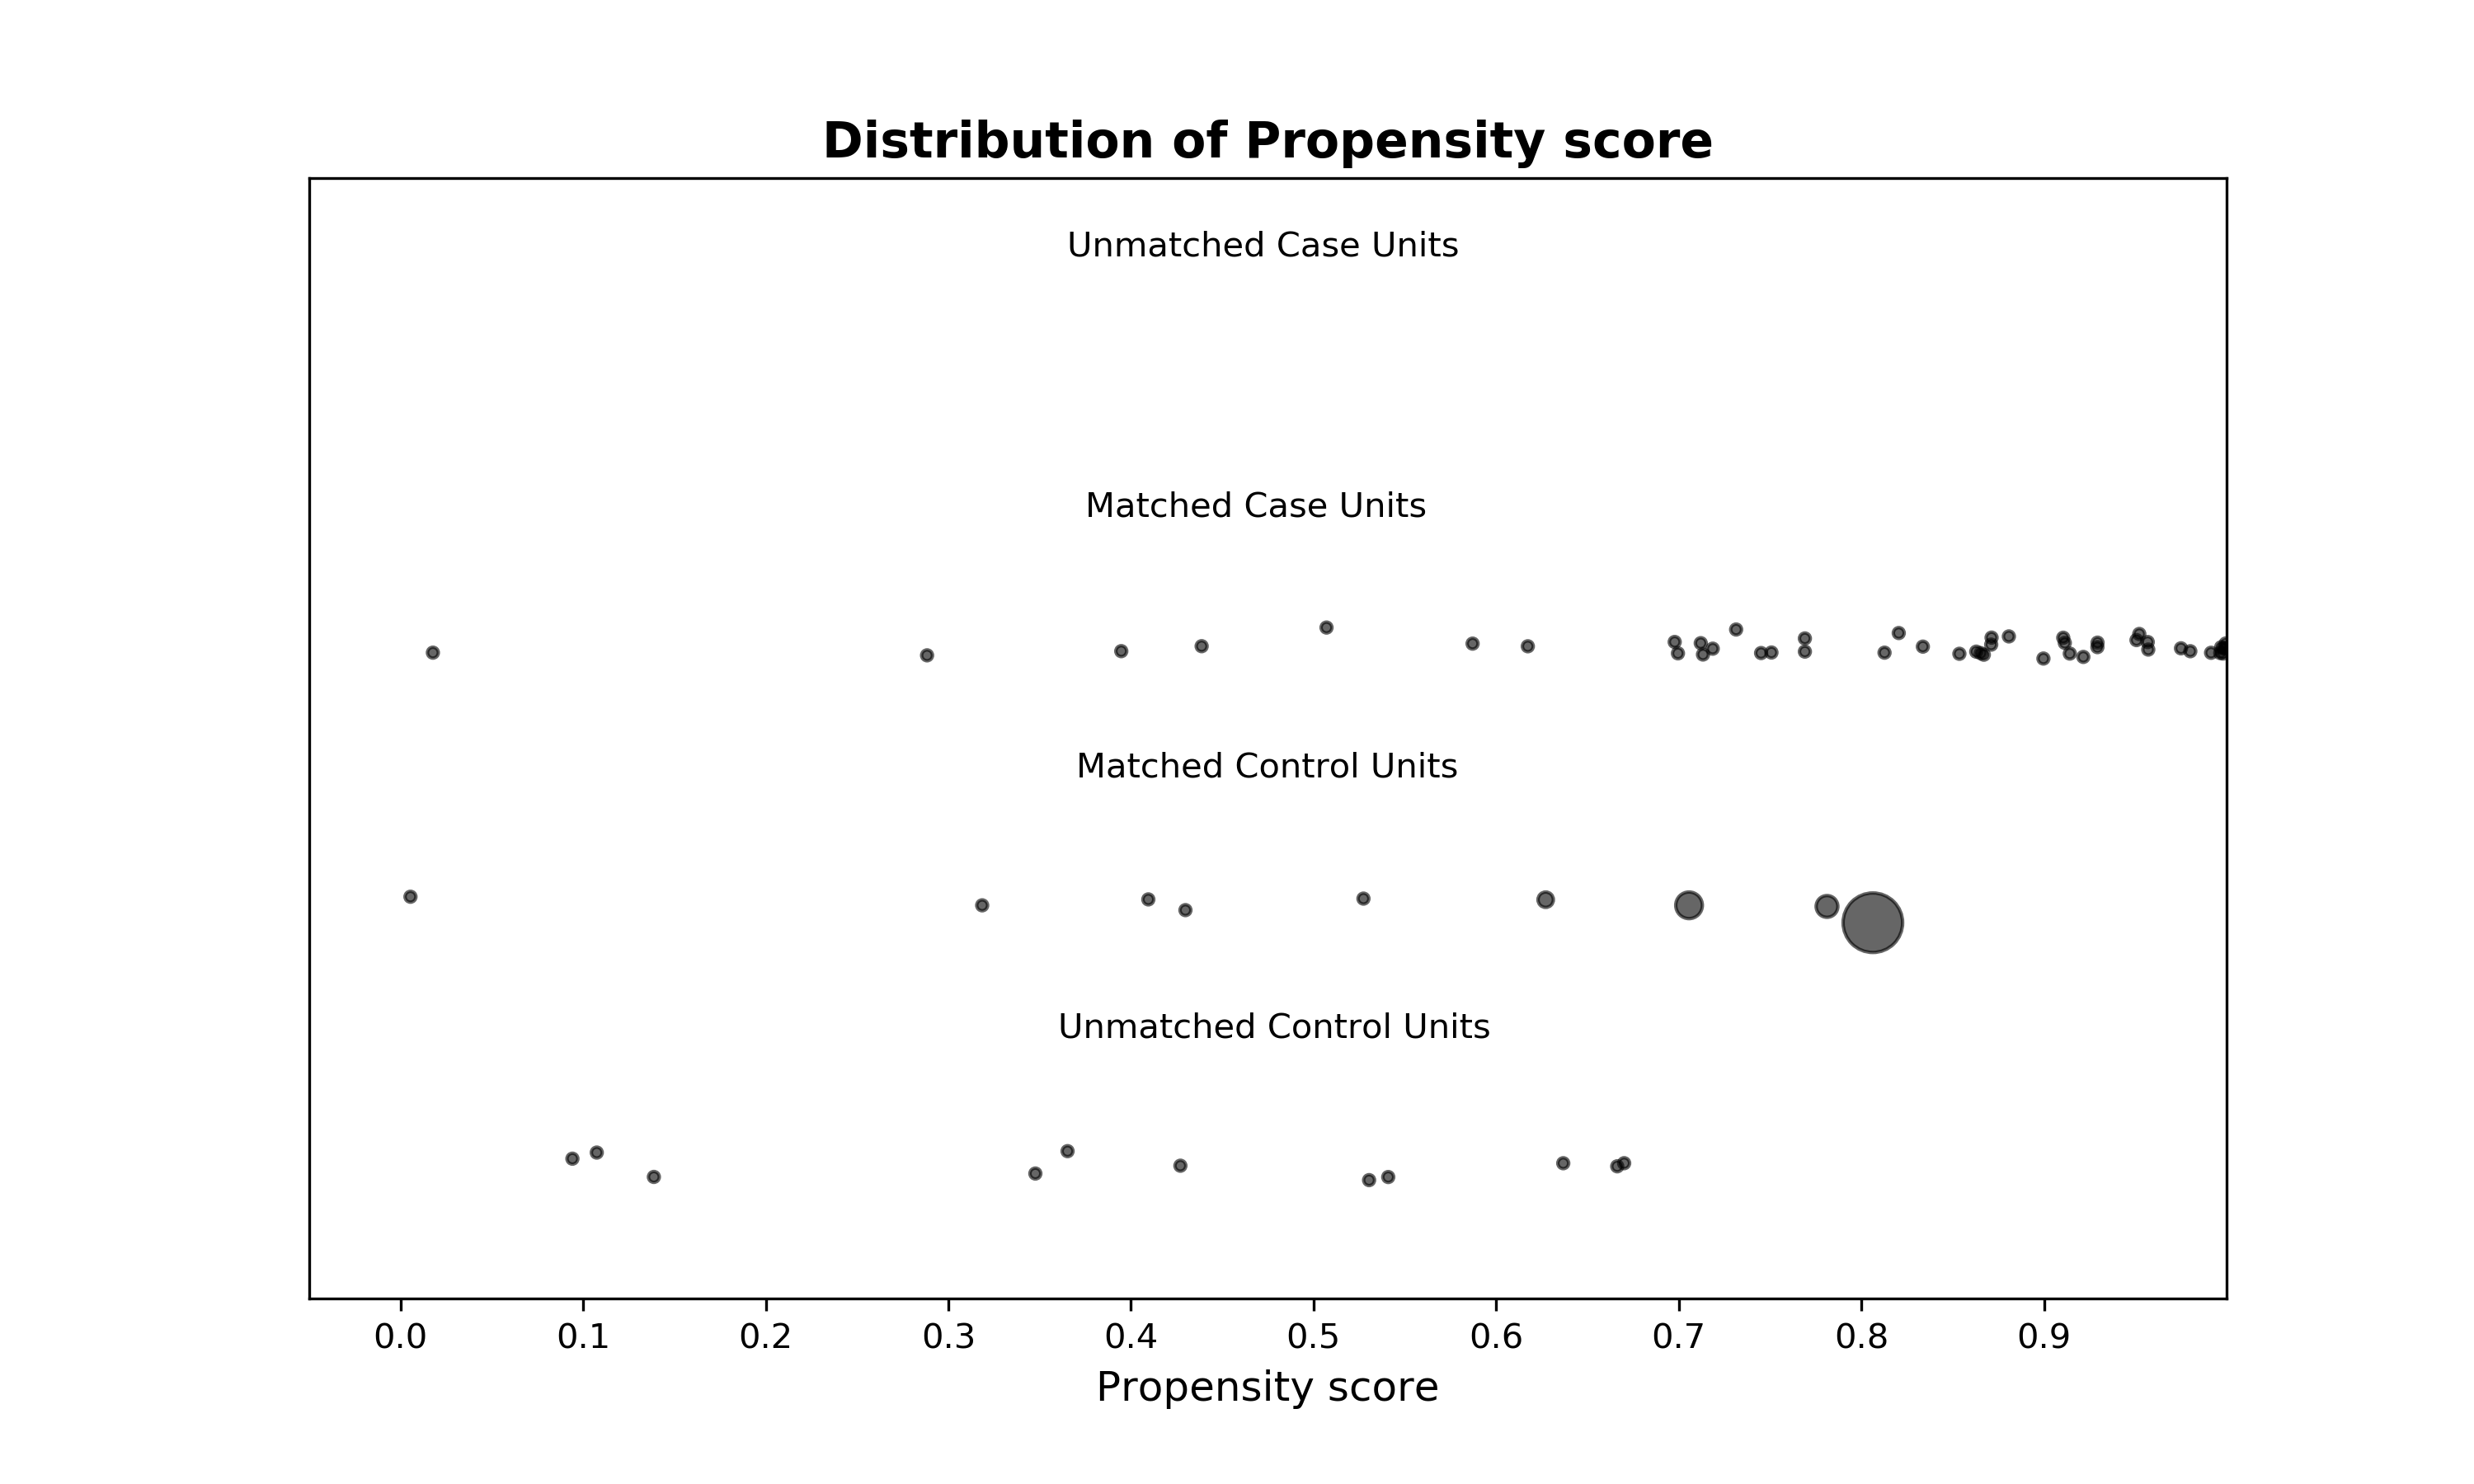 Distribution of Propensity score
Unmatched Case Units
Matched Case Units
Matched Control Units
Unmatched Control Units
0.0 0.1 0.2 0.3 0.4 0.5 0.6 0.7 0.8 0.9
Propensity score